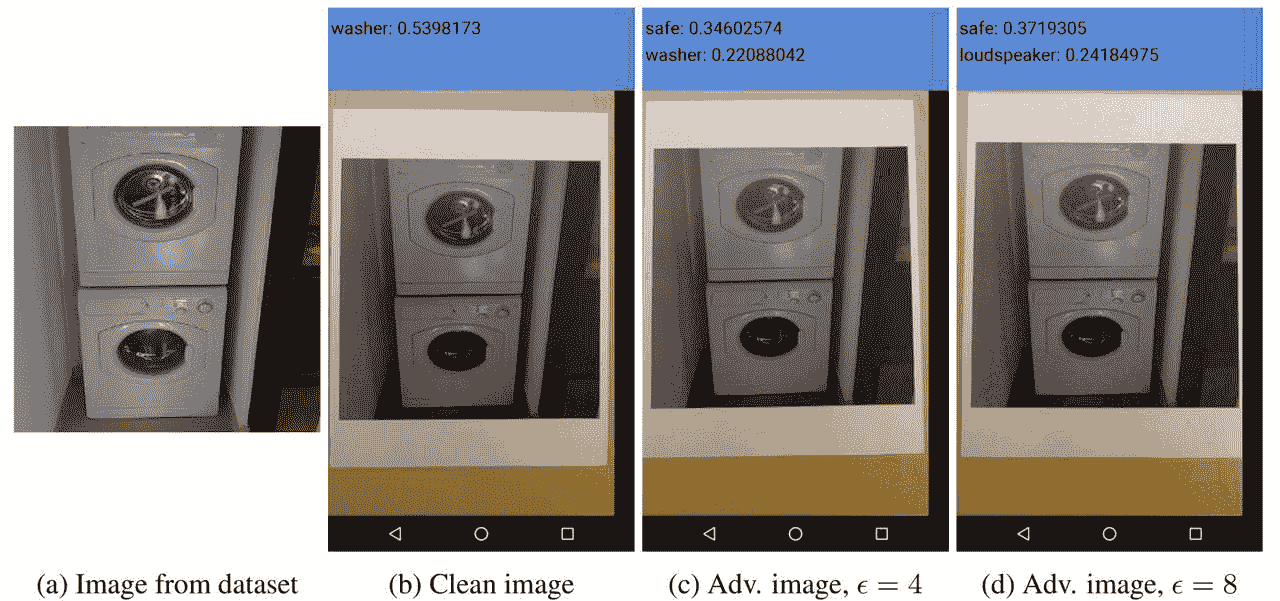 washer: 0.5398173
safe: 0.34602574
washer: 0.22088042
safe: 0.3719305
loudspeaker: 0.24184975
(a) Image from dataset
(b) Clean image
(c) Adv. image, ϵ = 4
(d) Adv. image, ϵ = 8